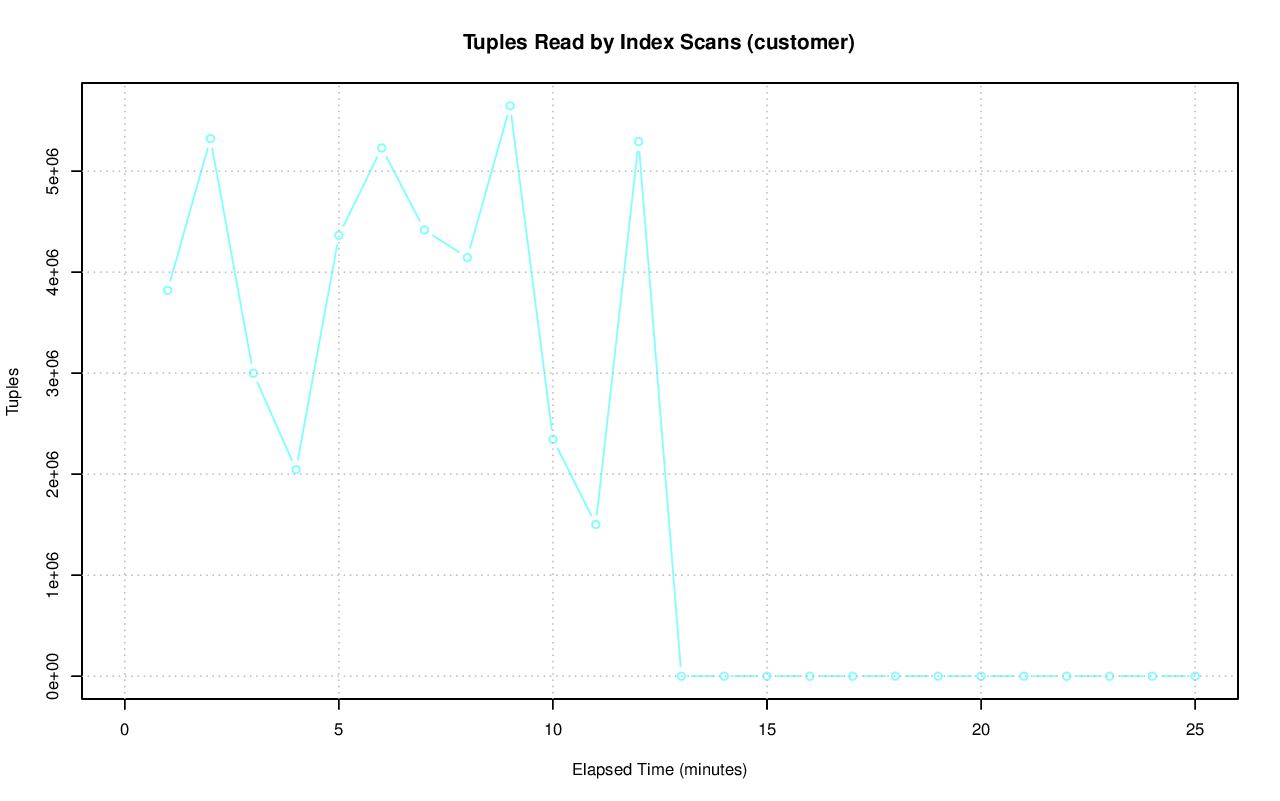 Tuples Read by Index Scans (customer)
Tuples
5e+06
4e+06
3e+06
2e+06
1e+06
0e+00
0 5 10 15 20 25
Elapsed Time (minutes)